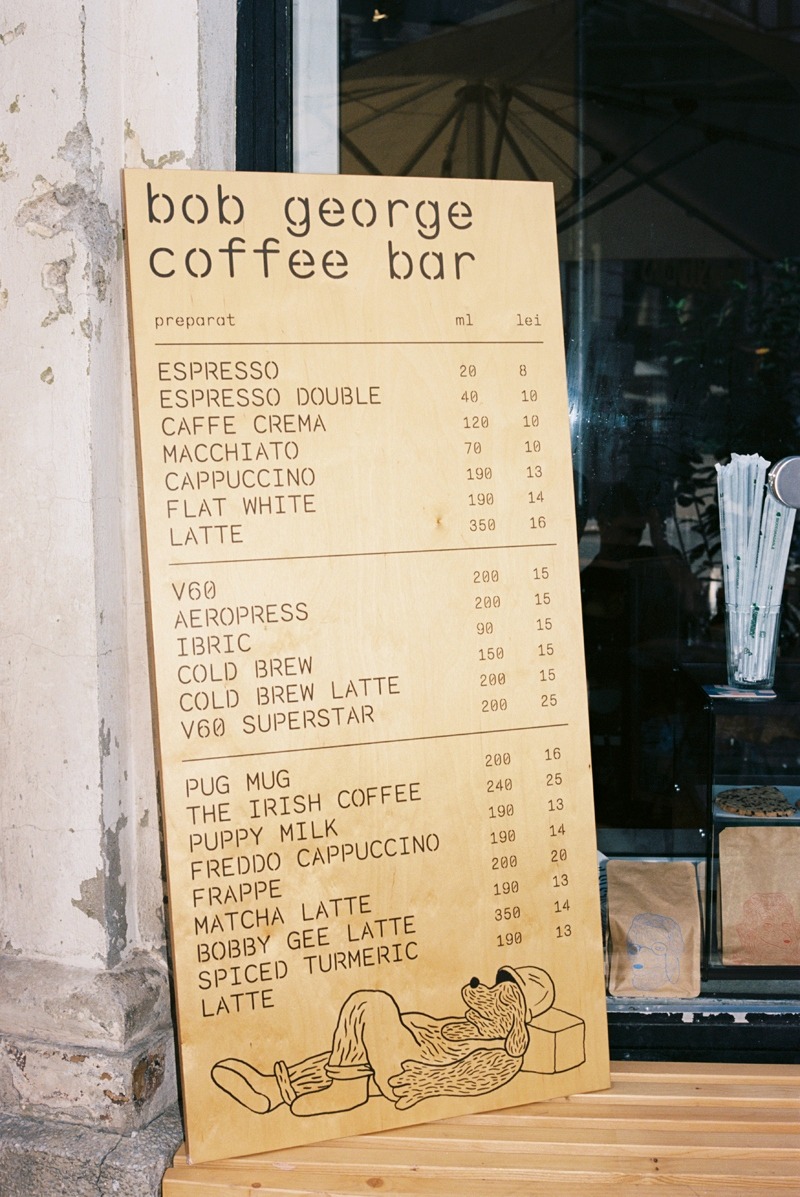 bob george
coffee bar
preparat ml lei
ESPRESSO 20 8
ESPRESSO DOUBLE 40 10
CAFFE CREMA 120 10
MACCHIATO 70 10
CAPPUCCINO 190 13
FLAT WHITE 190 14
LATTE 350 16
V60 200 15
AEROPRESS 200 15
IBRIC 90 15
COLD BREW 150 15
COLD BREW LATTE 200 15
V60 SUPERSTAR 200 25
PUG MUG 200 16
THE IRISH COFFEE 240 25
PUPPY MILK 190 13
FREDDO CAPPUCCINO 190 14
FRAPPE 200 20
MATCHA LATTE 190 13
BOBBY GEE LATTE 350 14
SPICED TURMERIC 190 13
LATTE